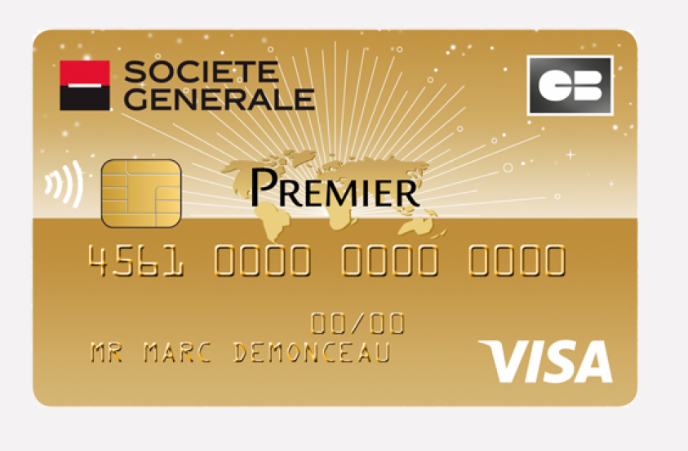 SOCIETE
GENERALE
CB
PREMIER
4561 0000 0000 0000
00/00
MR MARC DEMONCEAU
VISA